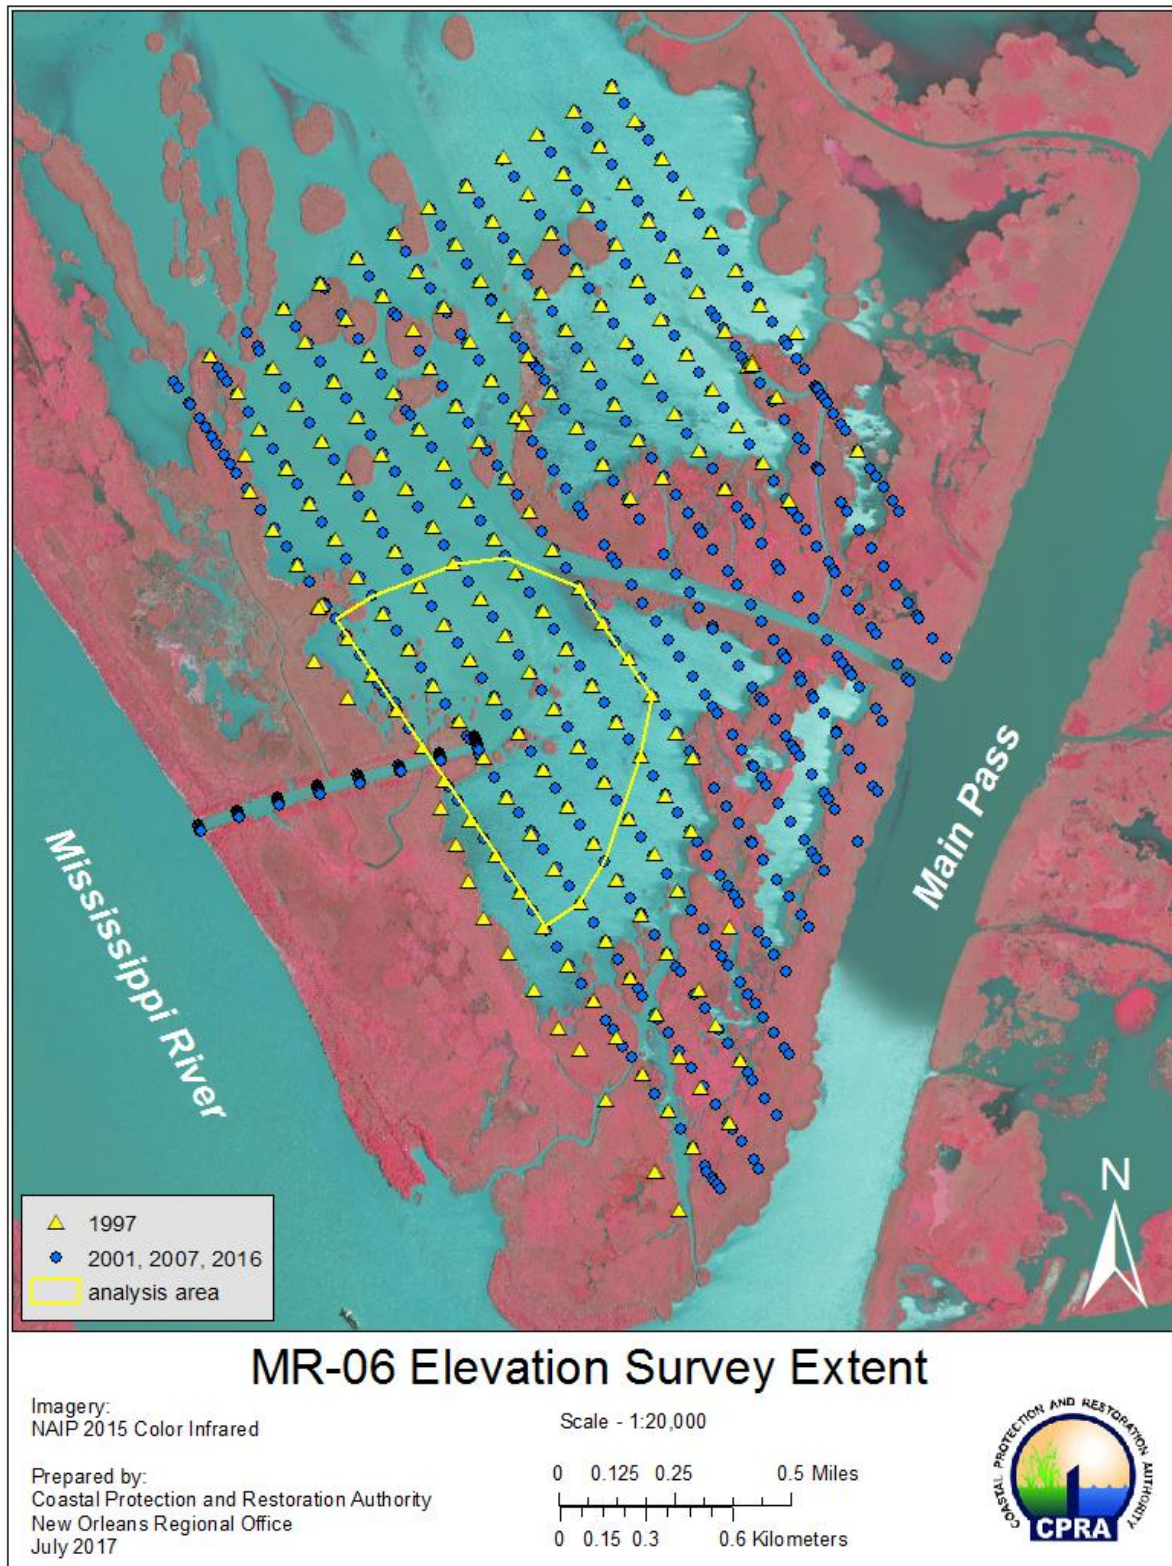 Mississippi River
Main Pass
N
1997
2001, 2007, 2016
analysis area
MR-06 Elevation Survey Extent
Imagery:
NAIP 2015 Color Infrared
Prepared by:
Coastal Protection and Restoration Authority
New Orleans Regional Office
July 2017
Scale - 1:20,000
0 0.125 0.25 0.5 Miles
0 0.15 0.3 0.6 Kilometers
COASTAL PROTECTION AND RESTORATION AUTHORITY
CPRA